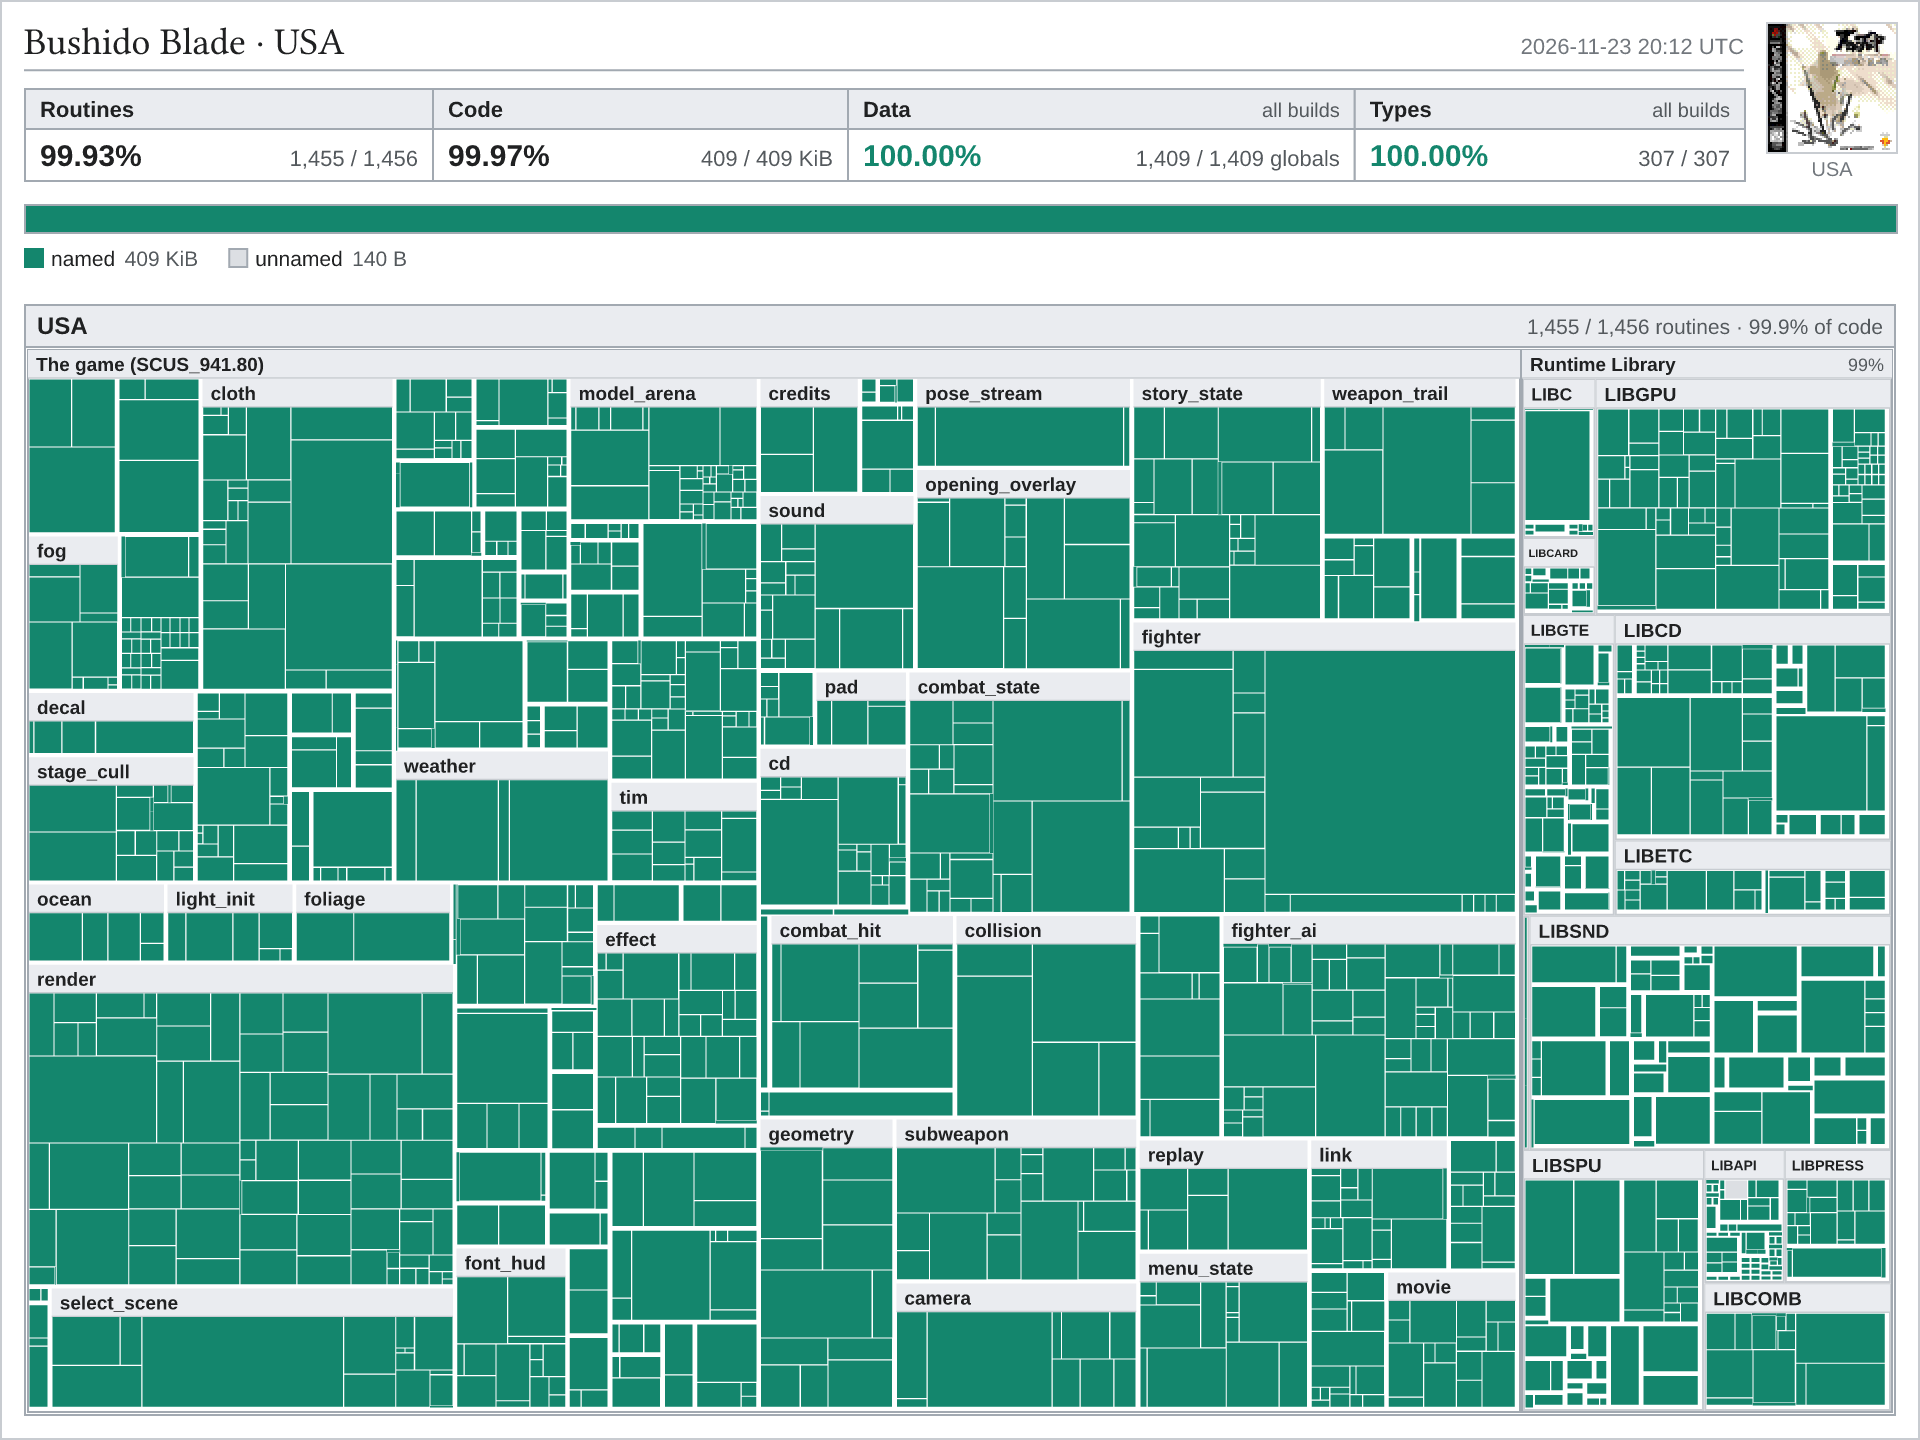 Bushido Blade · USA
2026-11-23 20:12 UTC
Routines
Code
Data all builds
Types all builds
99.93% 1,455 / 1,456
99.97% 409 / 409 KiB
100.00% 1,409 / 1,409 globals
100.00% 307 / 307
USA
named 409 KiB
unnamed 140 B
USA
1,455 / 1,456 routines · 99.9% of code
The game (SCUS_941.80)
Runtime Library 99%
cloth
model_arena
credits
pose_stream
story_state
weapon_trail
LIBC
LIBGPU
opening_overlay
sound
fog
LIBCARD
fighter
LIBGTE
LIBCD
decal
pad
combat_state
stage_cull
weather
cd
tim
LIBETC
ocean
light_init
foliage
effect
combat_hit
collision
fighter_ai
LIBSND
render
geometry
subweapon
replay
link
LIBSPU
LIBAPI
LIBPRESS
font_hud
menu_state
movie
select_scene
camera
LIBCOMB